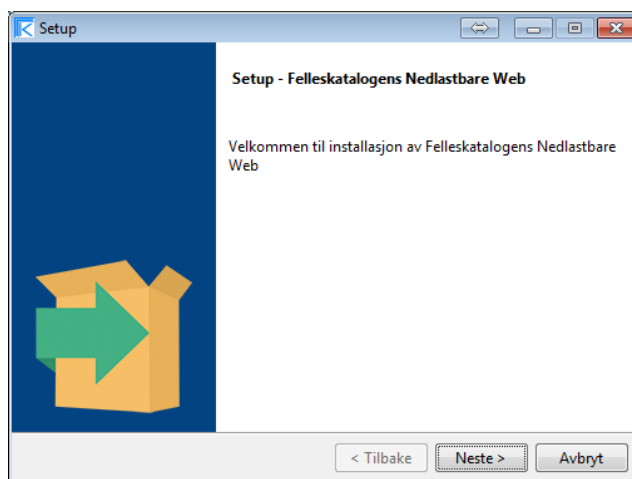 Setup
Setup - Felleskatalogens Nedlastbare Web
Velkommen til installasjon av Felleskatalogens Nedlastbare
Web
< Tilbake
Neste >
Avbryt